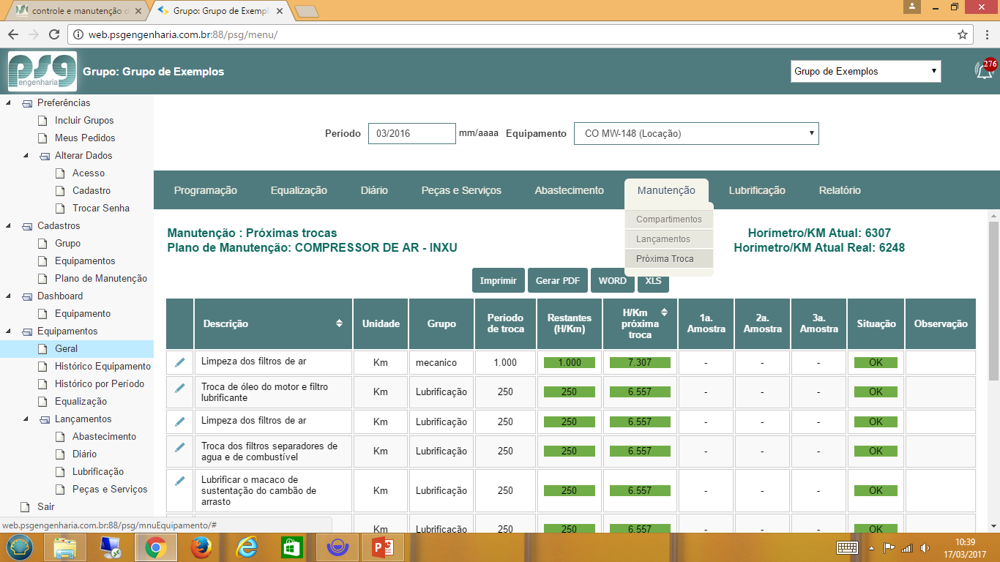 controle e manutenção d
Grupo: Grupo de Exempl
web.psgengenharia.com.br:88/psg/menu/
psg
engenharia
Grupo: Grupo de Exemplos
Grupo de Exemplos
276
Preferências
Incluir Grupos
Meus Pedidos
Alterar Dados
Acesso
Cadastro
Trocar Senha
Cadastros
Grupo
Equipamentos
Plano de Manutenção
Dashboard
Equipamento
Equipamentos
Geral
Histórico Equipamento
Histórico por Período
Equalização
Lançamentos
Abastecimento
Diário
Lubrificação
Peças e Serviços
Sair
web.psgengenharia.com.br:88/psg/mnuEquipamento/#
Período 03/2016 mm/aaaa Equipamento CO MW-148 (Locação)
Programação Equalização Diário Peças e Serviços Abastecimento Manutenção Lubrificação Relatório
Compartimentos
Lançamentos
Próxima Troca
Manutenção : Próximas trocas
Plano de Manutenção: COMPRESSOR DE AR - INXU
Horímetro/KM Atual: 6307
Horímetro/KM Atual Real: 6248
Imprimir Gerar PDF WORD XLS
Descrição Unidade Grupo Período de troca Restantes (H/Km) H/Km próxima troca 1a. Amostra 2a. Amostra 3a. Amostra Situação Observação
Limpeza dos filtros de ar Km mecanico 1.000 1.000 7.307 - - - OK
Troca de óleo do motor e filtro
lubrificante Km Lubrificação 250 250 6.557 - - - OK
Limpeza dos filtros de ar Km Lubrificação 250 250 6.557 - - - OK
Troca dos filtros separadores de
água e de combustível Km Lubrificação 250 250 6.557 - - - OK
Lubrificar o macaco de
sustentação do cambão de
arrasto Km Lubrificação 250 250 6.557 - - - OK
Km Lubrificação 250 250 6.557 - - - OK
10:39
17/03/2017